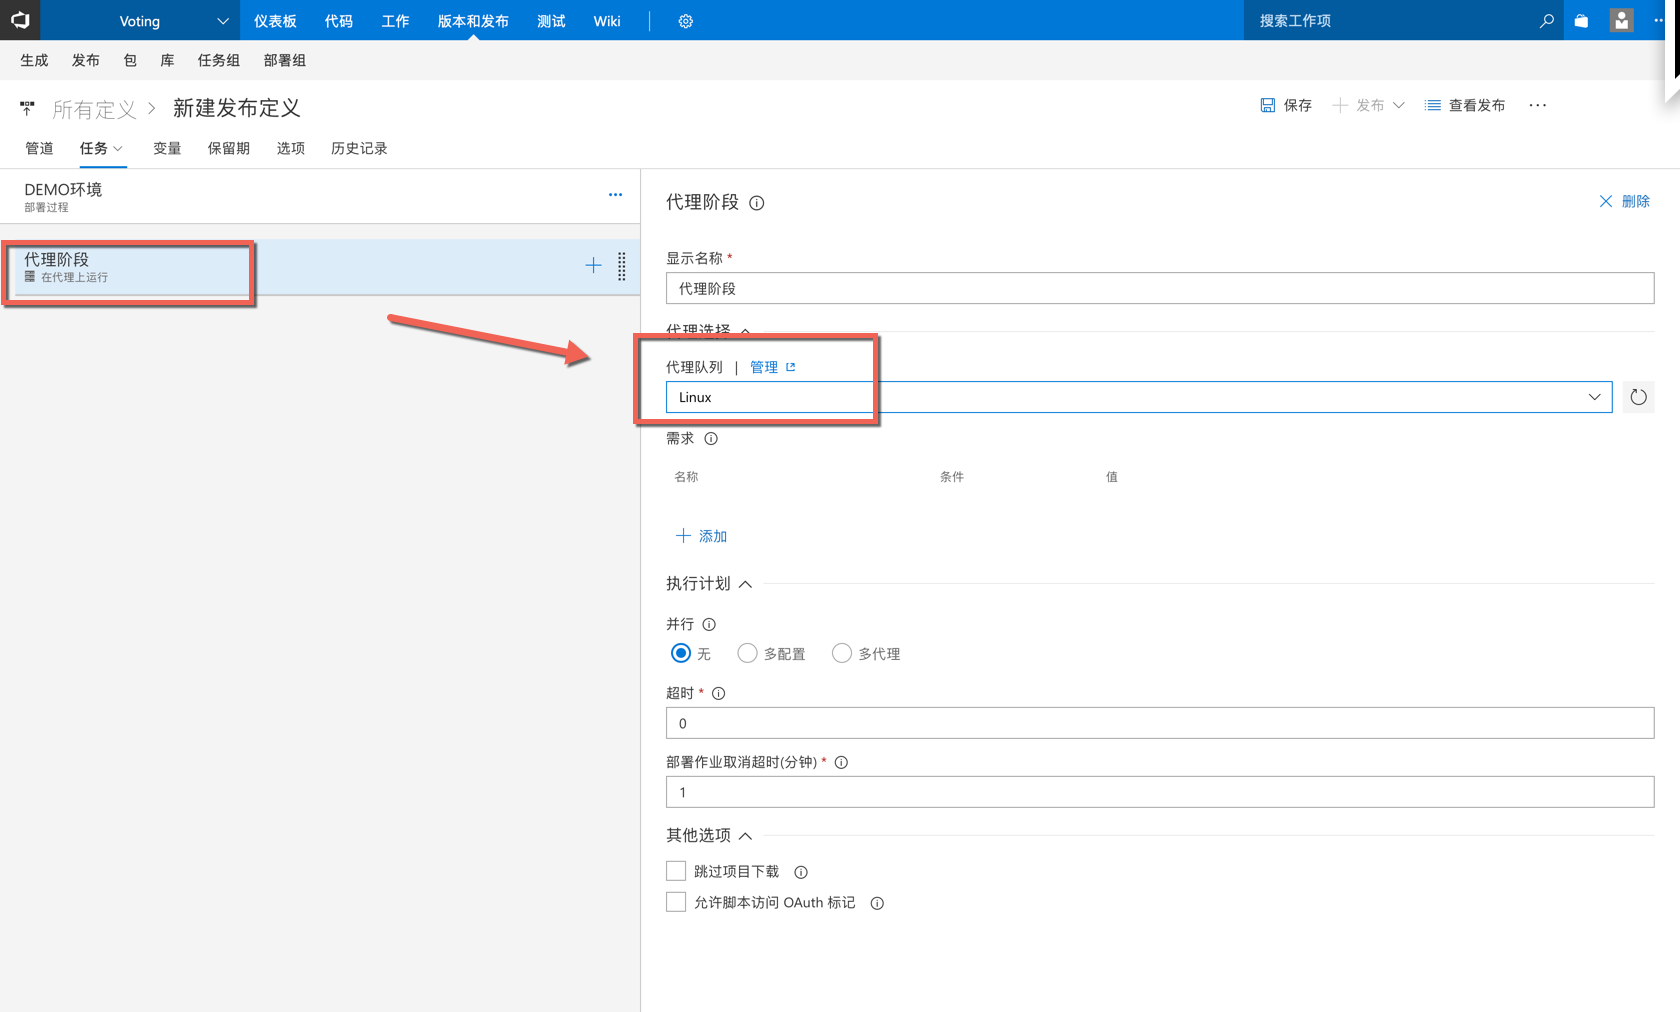 Voting 仪表板 代码 工作 版本和发布 测试 Wiki 搜索工作项
生成 发布 包 库 任务组 部署组
所有定义 > 新建发布定义 保存 发布 查看发布 ...
管道 任务 变量 保留期 选项 历史记录
DEMO环境 ...
部署过程
代理阶段
在代理上运行
代理阶段 删除
显示名称 *
代理阶段
代理选择
代理队列 | 管理
Linux
需求
名称 条件 值
添加
执行计划
并行
无 多配置 多代理
超时 *
0
部署作业取消超时(分钟) *
1
其他选项
跳过项目下载
允许脚本访问 OAuth 标记